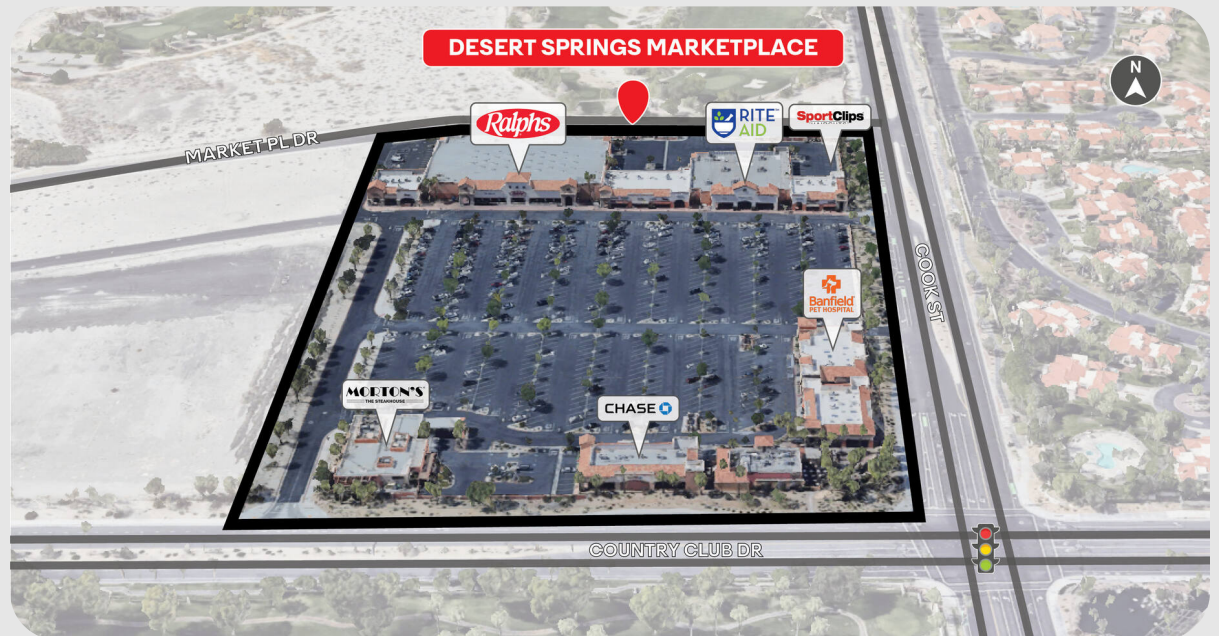 DESERT SPRINGS MARKETPLACE
N
Ralphs
RITE
AID
SportClips
MARKET PL DR
COOK ST
Banfield
PET HOSPITAL
MORTON'S
THE STEAKHOUSE
CHASE
COUNTRY CLUB DR